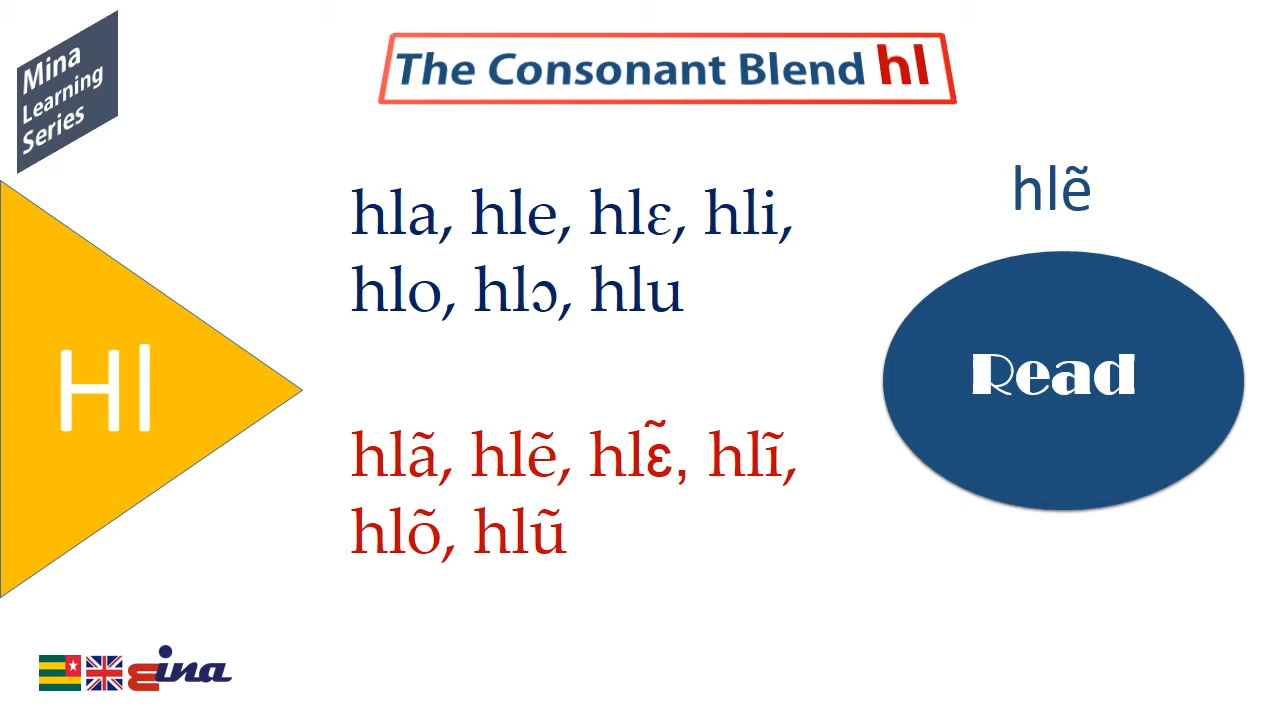 Mina
Learning
Series
The Consonant Blend hl
hla, hle, hlɛ, hli,
hlo, hlɔ, hlu
hlẽ
Hl
Read
hlã, hlẽ, hlɛ̃, hlĩ,
hlõ, hlũ
Ɛina